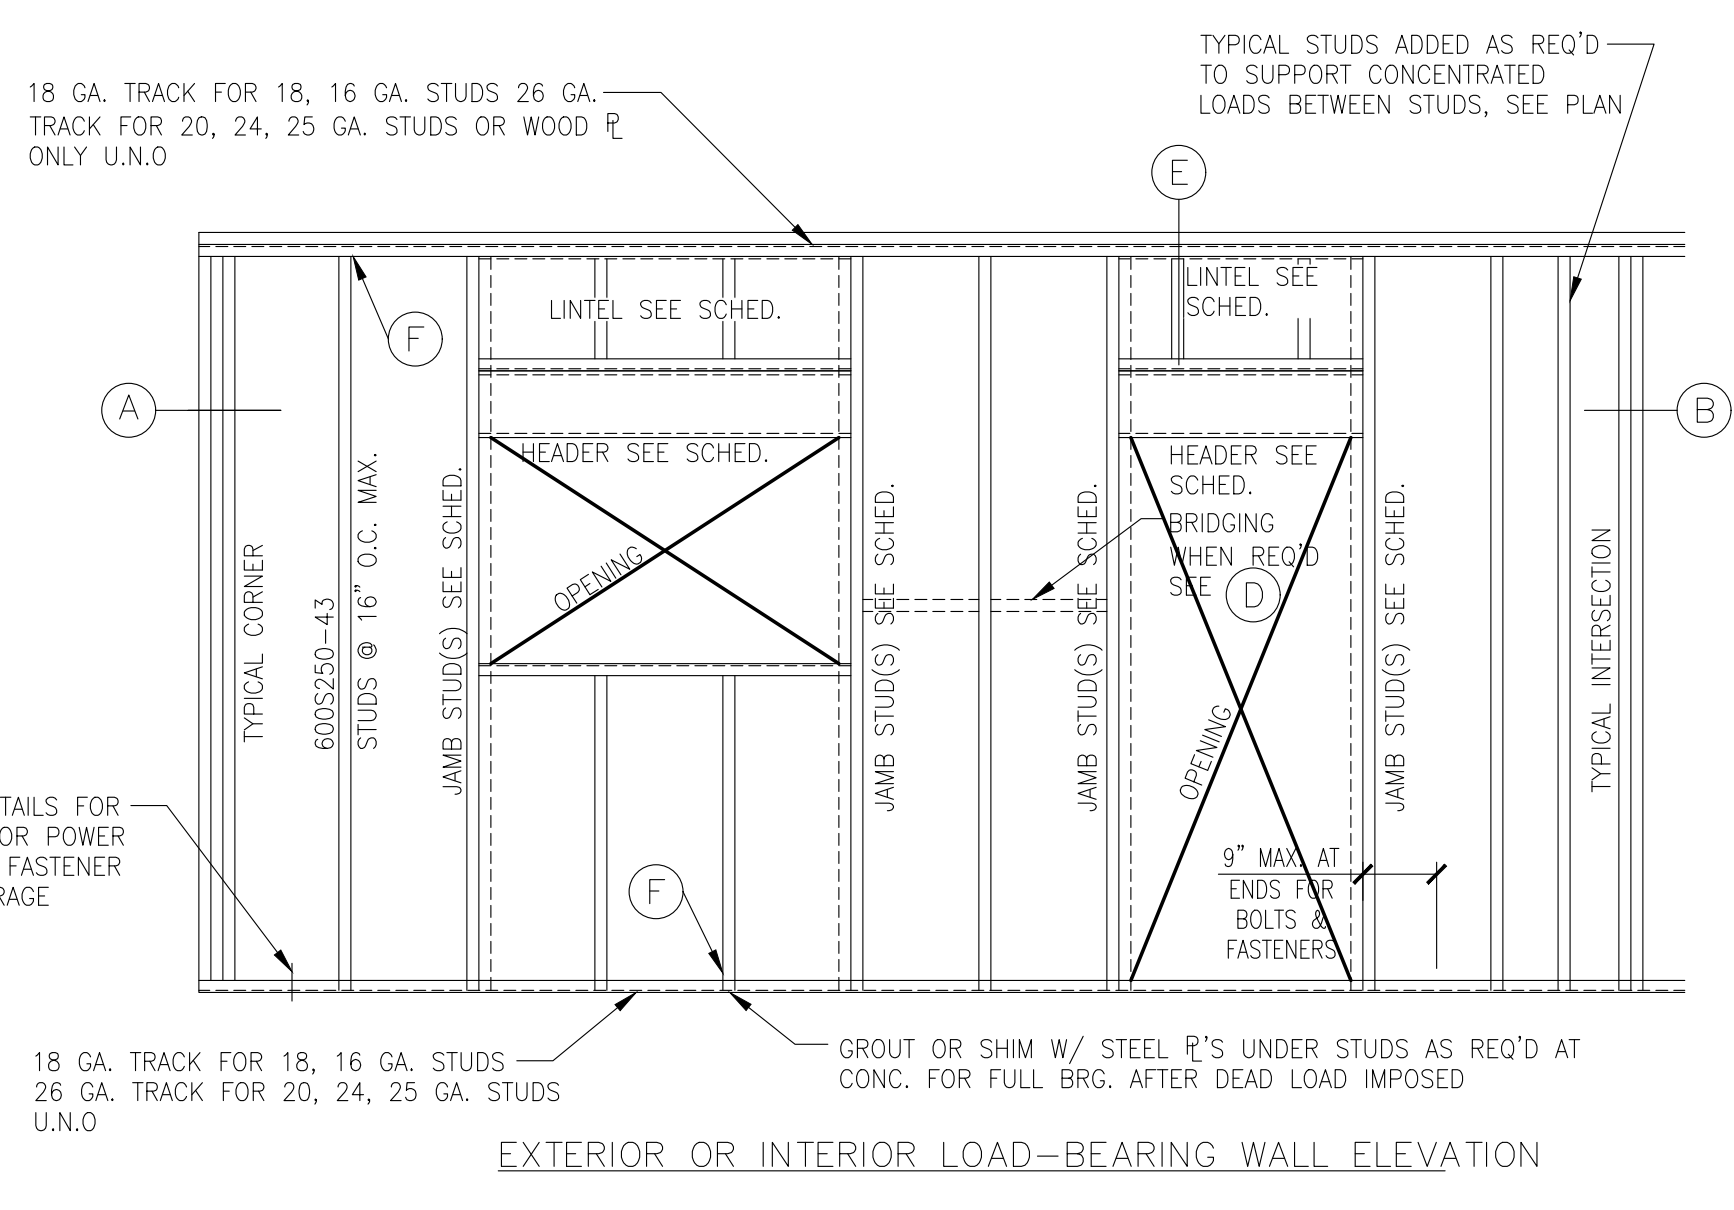 TYPICAL STUDS ADDED AS REQ'D
TO SUPPORT CONCENTRATED
LOADS BETWEEN STUDS, SEE PLAN
18 GA. TRACK FOR 18, 16 GA. STUDS 26 GA.
TRACK FOR 20, 24, 25 GA. STUDS OR WOOD ⅊
ONLY U.N.O
E
LINTEL SEE SCHED.
LINTEL SEE
SCHED.
F
A
B
HEADER SEE SCHED.
HEADER SEE
SCHED.
BRIDGING
WHEN REQ'D
SEE
D
OPENING
OPENING
TYPICAL CORNER
600S250-43
STUDS @ 16" O.C. MAX.
JAMB STUD(S) SEE SCHED.
JAMB STUD(S) SEE SCHED.
JAMB STUD(S) SEE SCHED.
JAMB STUD(S) SEE SCHED.
TYPICAL INTERSECTION
TAILS FOR
OR POWER
FASTENER
RAGE
F
9" MAX. AT
ENDS FOR
BOLTS &
FASTENERS
18 GA. TRACK FOR 18, 16 GA. STUDS
26 GA. TRACK FOR 20, 24, 25 GA. STUDS
U.N.O
GROUT OR SHIM W/ STEEL ⅊'S UNDER STUDS AS REQ'D AT
CONC. FOR FULL BRG. AFTER DEAD LOAD IMPOSED
EXTERIOR OR INTERIOR LOAD-BEARING WALL ELEVATION